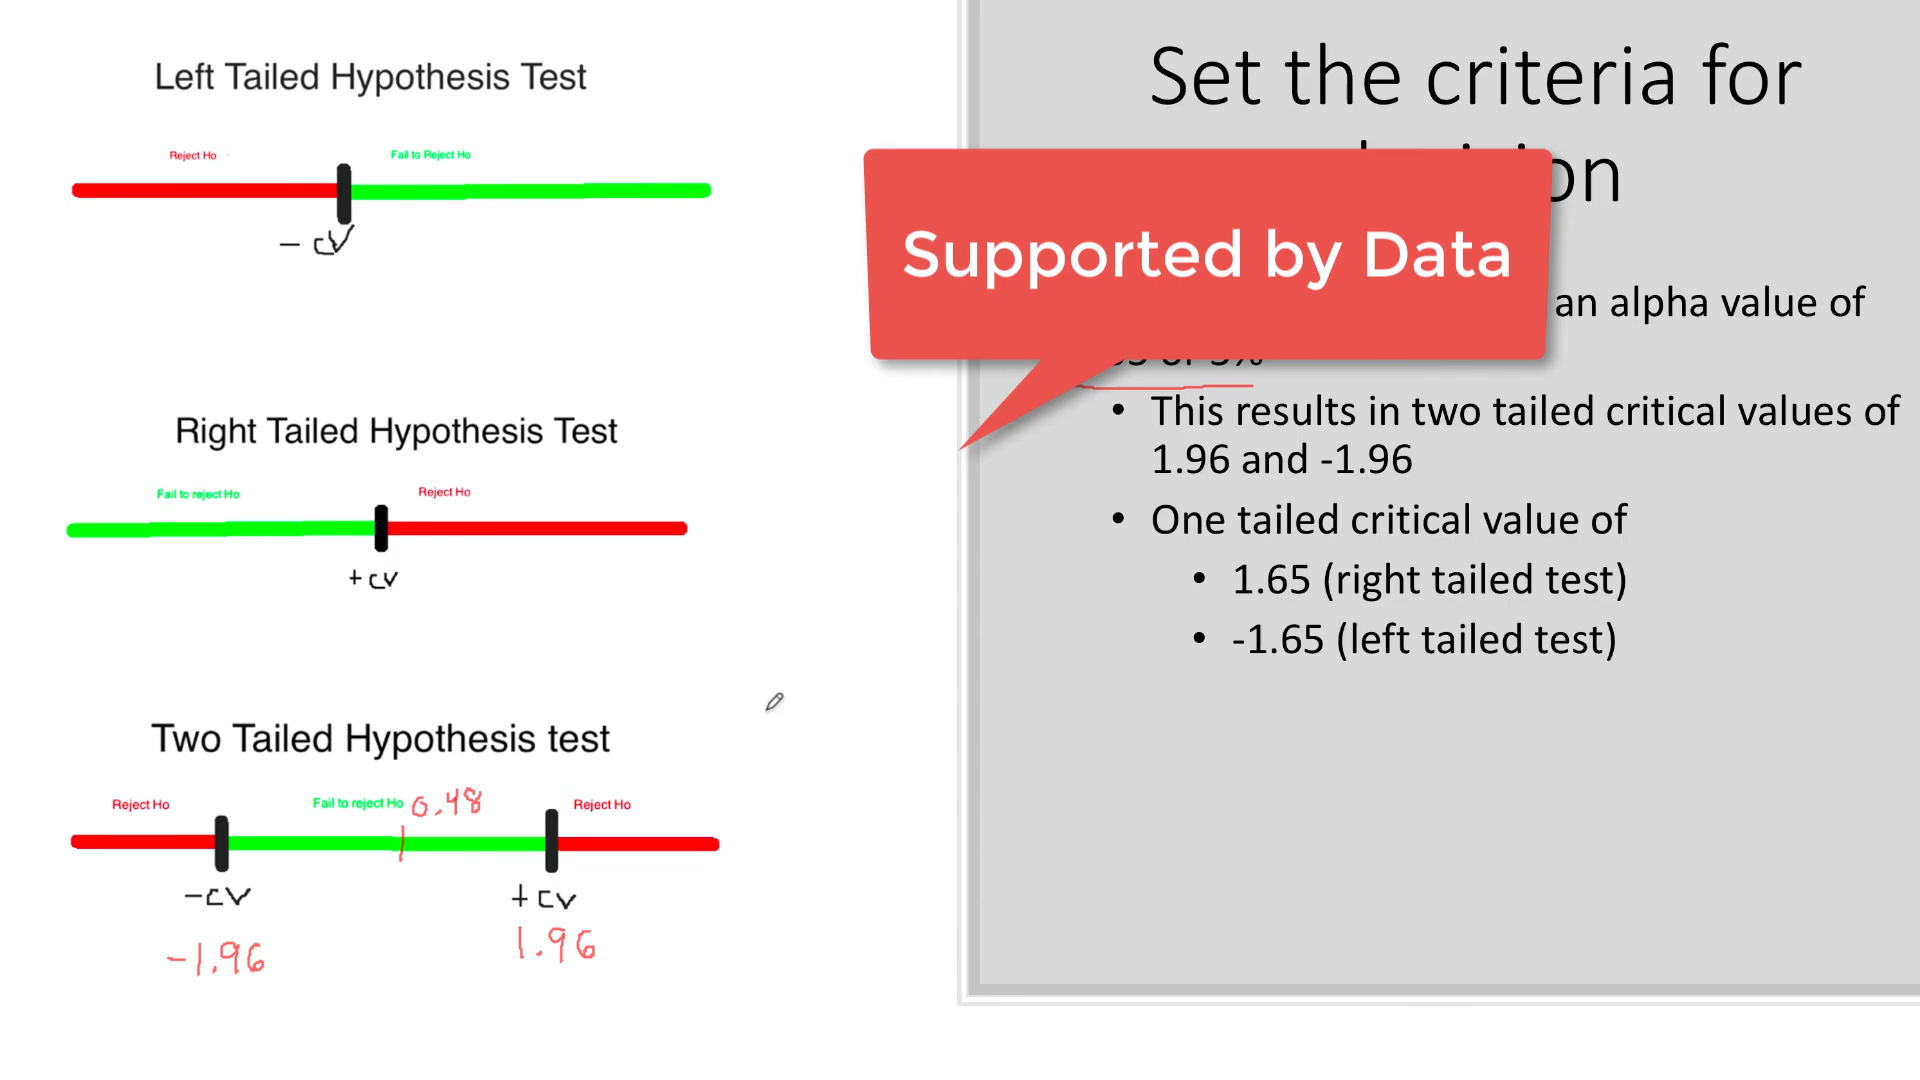 Left Tailed Hypothesis Test
Reject Ho
Fail to Reject Ho
- cv
Right Tailed Hypothesis Test
Fail to reject Ho
Reject Ho
+ cv
Two Tailed Hypothesis test
Reject Ho
Fail to reject Ho
0.48
Reject Ho
-cv
+ cv
-1.96
1.96
Set the criteria for
Supported by Data
an alpha value of
• This results in two tailed critical values of
1.96 and -1.96
• One tailed critical value of
• 1.65 (right tailed test)
• -1.65 (left tailed test)